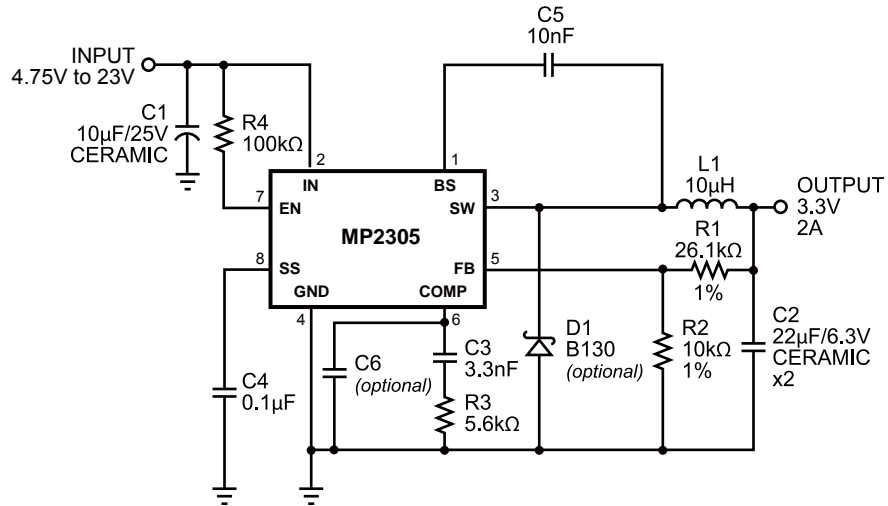 C5
10nF
INPUT
4.75V to 23V
C1
10µF/25V
CERAMIC
R4
100kΩ
2
1
IN
BS
L1
10µH
OUTPUT
3.3V
2A
7
EN
SW
3
MP2305
R1
26.1kΩ
1%
8
SS
FB
5
GND
COMP
4
6
C4
0.1µF
C6
(optional)
C3
3.3nF
R3
5.6kΩ
D1
B130
(optional)
R2
10kΩ
1%
C2
22µF/6.3V
CERAMIC
x2